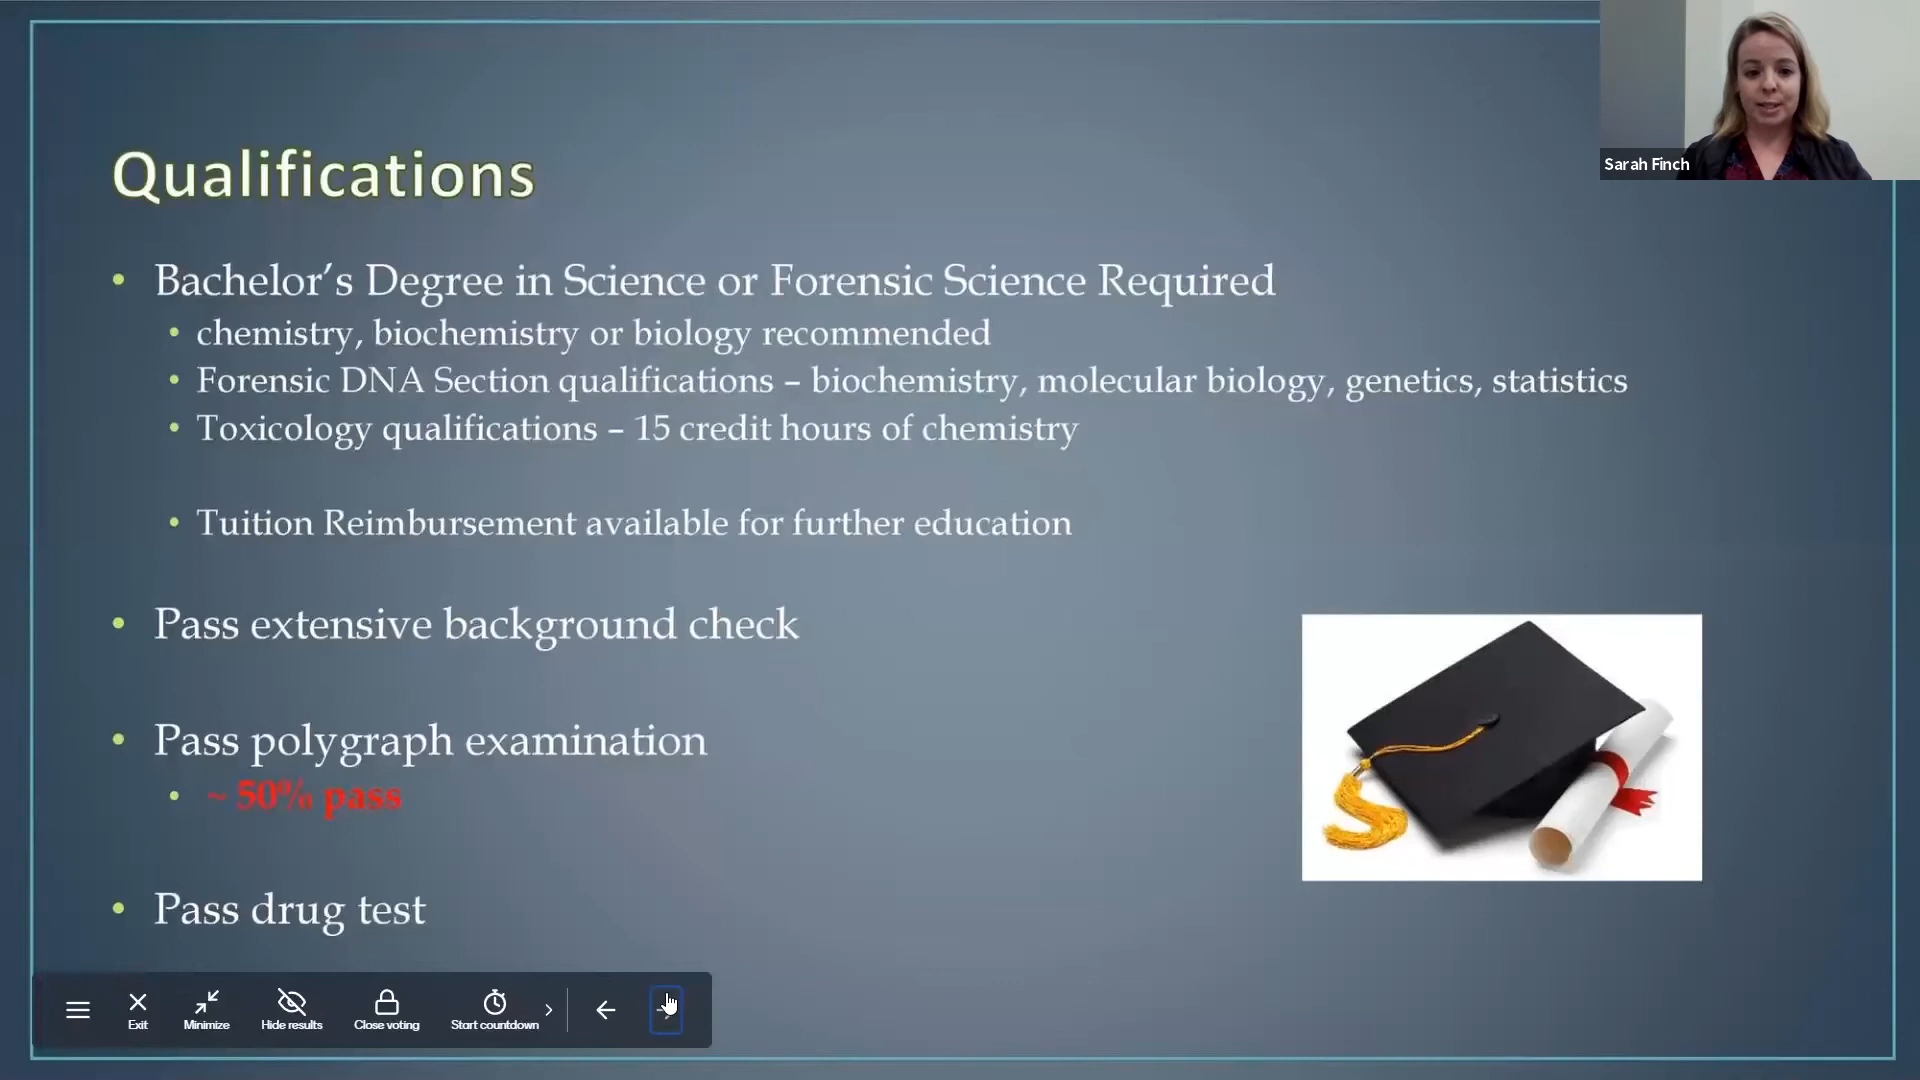 Sarah Finch
Qualifications
• Bachelor’s Degree in Science or Forensic Science Required
• chemistry, biochemistry or biology recommended
• Forensic DNA Section qualifications – biochemistry, molecular biology, genetics, statistics
• Toxicology qualifications – 15 credit hours of chemistry
• Tuition Reimbursement available for further education
• Pass extensive background check
• Pass polygraph examination
• ~ 50% pass
• Pass drug test
Exit Minimize Hide results Close voting Start countdown